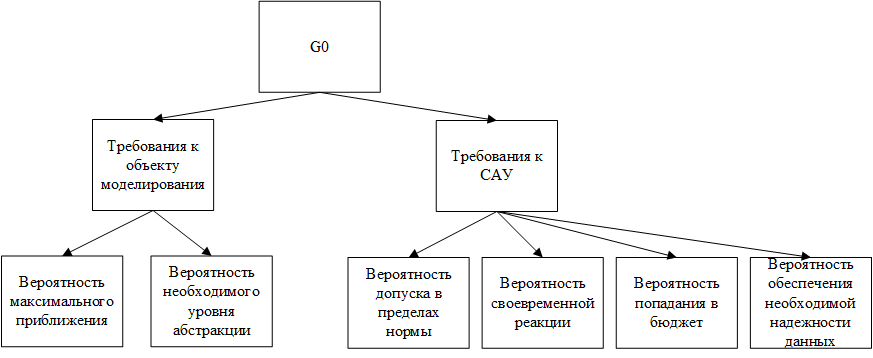 G0
Требования к
объекту
моделирования
Требования к
САУ
Вероятность
максимального
приближения
Вероятность
необходимого
уровня
абстракции
Вероятность
допуска в
пределах
нормы
Вероятность
своевременной
реакции
Вероятность
попадания в
бюджет
Вероятность
обеспечения
необходимой
надежности
данных